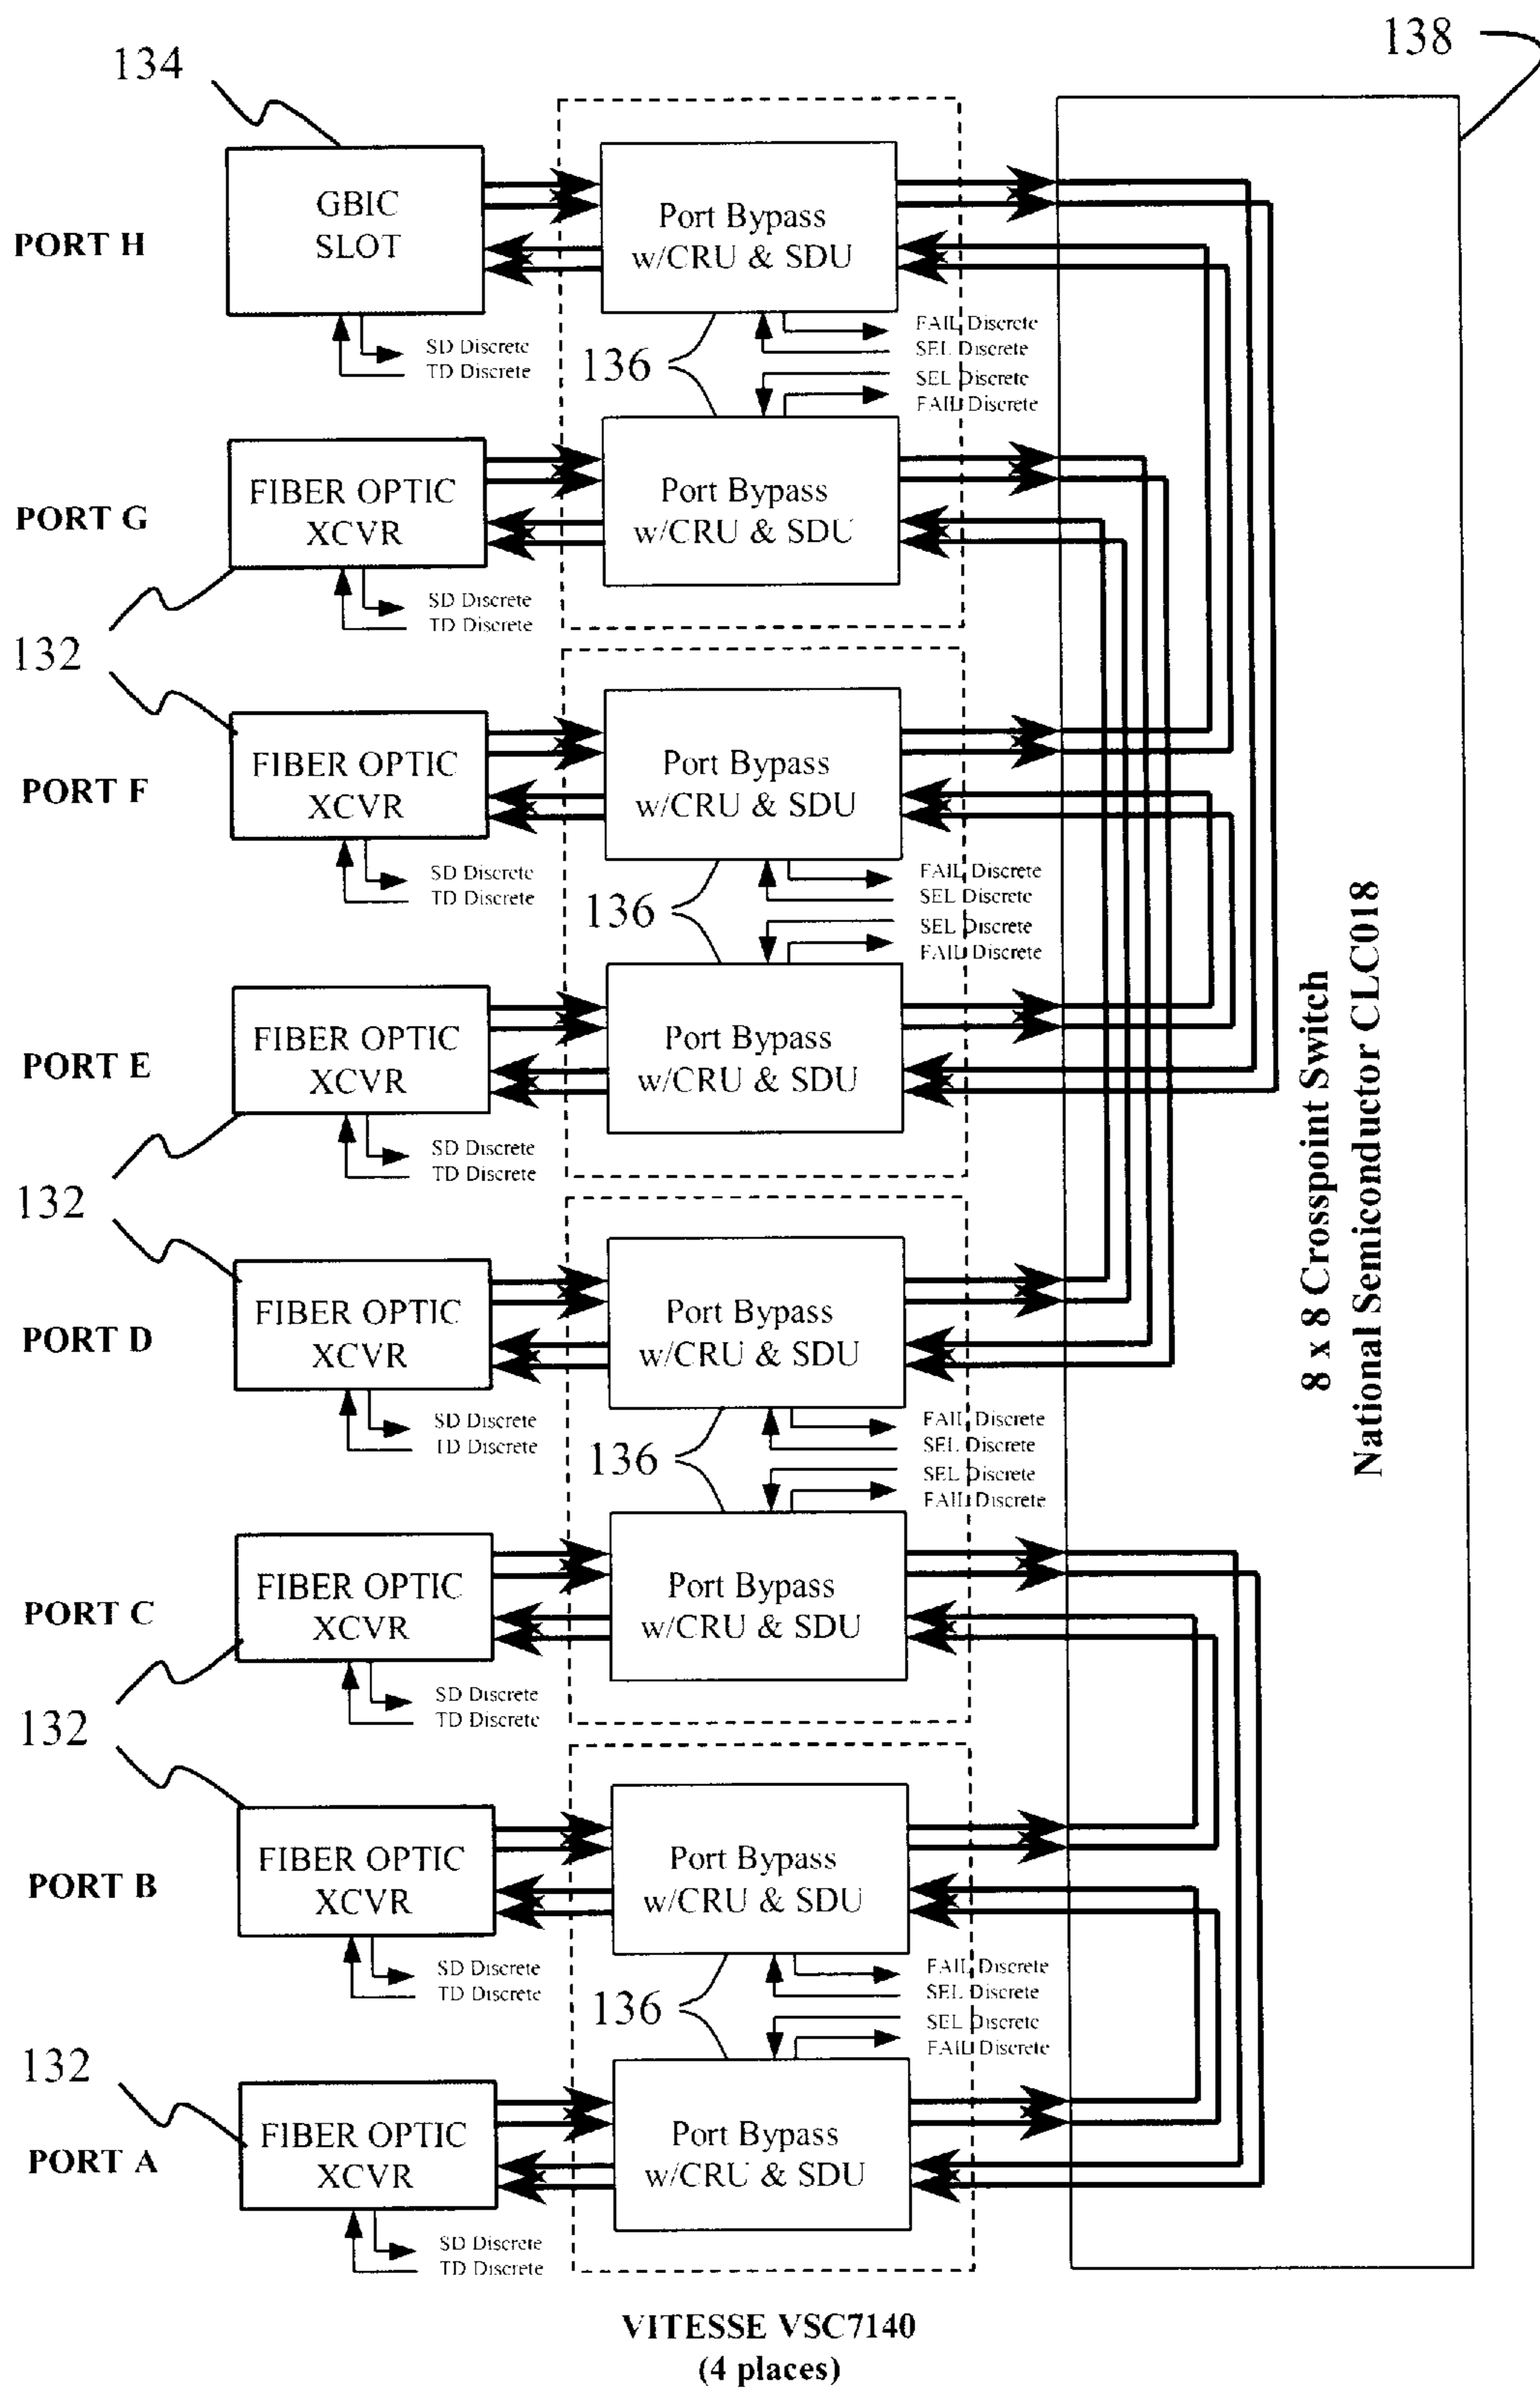 138
134
GBIC
SLOT
Port Bypass
w/CRU & SDU
PORT H
FAIL Discrete
SEL Discrete
SD Discrete
TD Discrete
136
SEL Discrete
FAIL Discrete
FIBER OPTIC
XCVR
Port Bypass
w/CRU & SDU
PORT G
SD Discrete
TD Discrete
132
FIBER OPTIC
XCVR
Port Bypass
w/CRU & SDU
PORT F
FAIL Discrete
SEL Discrete
SD Discrete
TD Discrete
136
SEL Discrete
FAIL Discrete
FIBER OPTIC
XCVR
Port Bypass
w/CRU & SDU
PORT E
SD Discrete
TD Discrete
132
8 x 8 Crosspoint Switch
National Semiconductor CLC018
FIBER OPTIC
XCVR
Port Bypass
w/CRU & SDU
PORT D
FAIL Discrete
SEL Discrete
SD Discrete
TD Discrete
136
SEL Discrete
FAIL Discrete
FIBER OPTIC
XCVR
Port Bypass
w/CRU & SDU
PORT C
SD Discrete
TD Discrete
132
FIBER OPTIC
XCVR
Port Bypass
w/CRU & SDU
PORT B
FAIL Discrete
SEL Discrete
SD Discrete
TD Discrete
136
SEL Discrete
FAIL Discrete
132
FIBER OPTIC
XCVR
Port Bypass
w/CRU & SDU
PORT A
SD Discrete
TD Discrete
VITESSE VSC7140
(4 places)